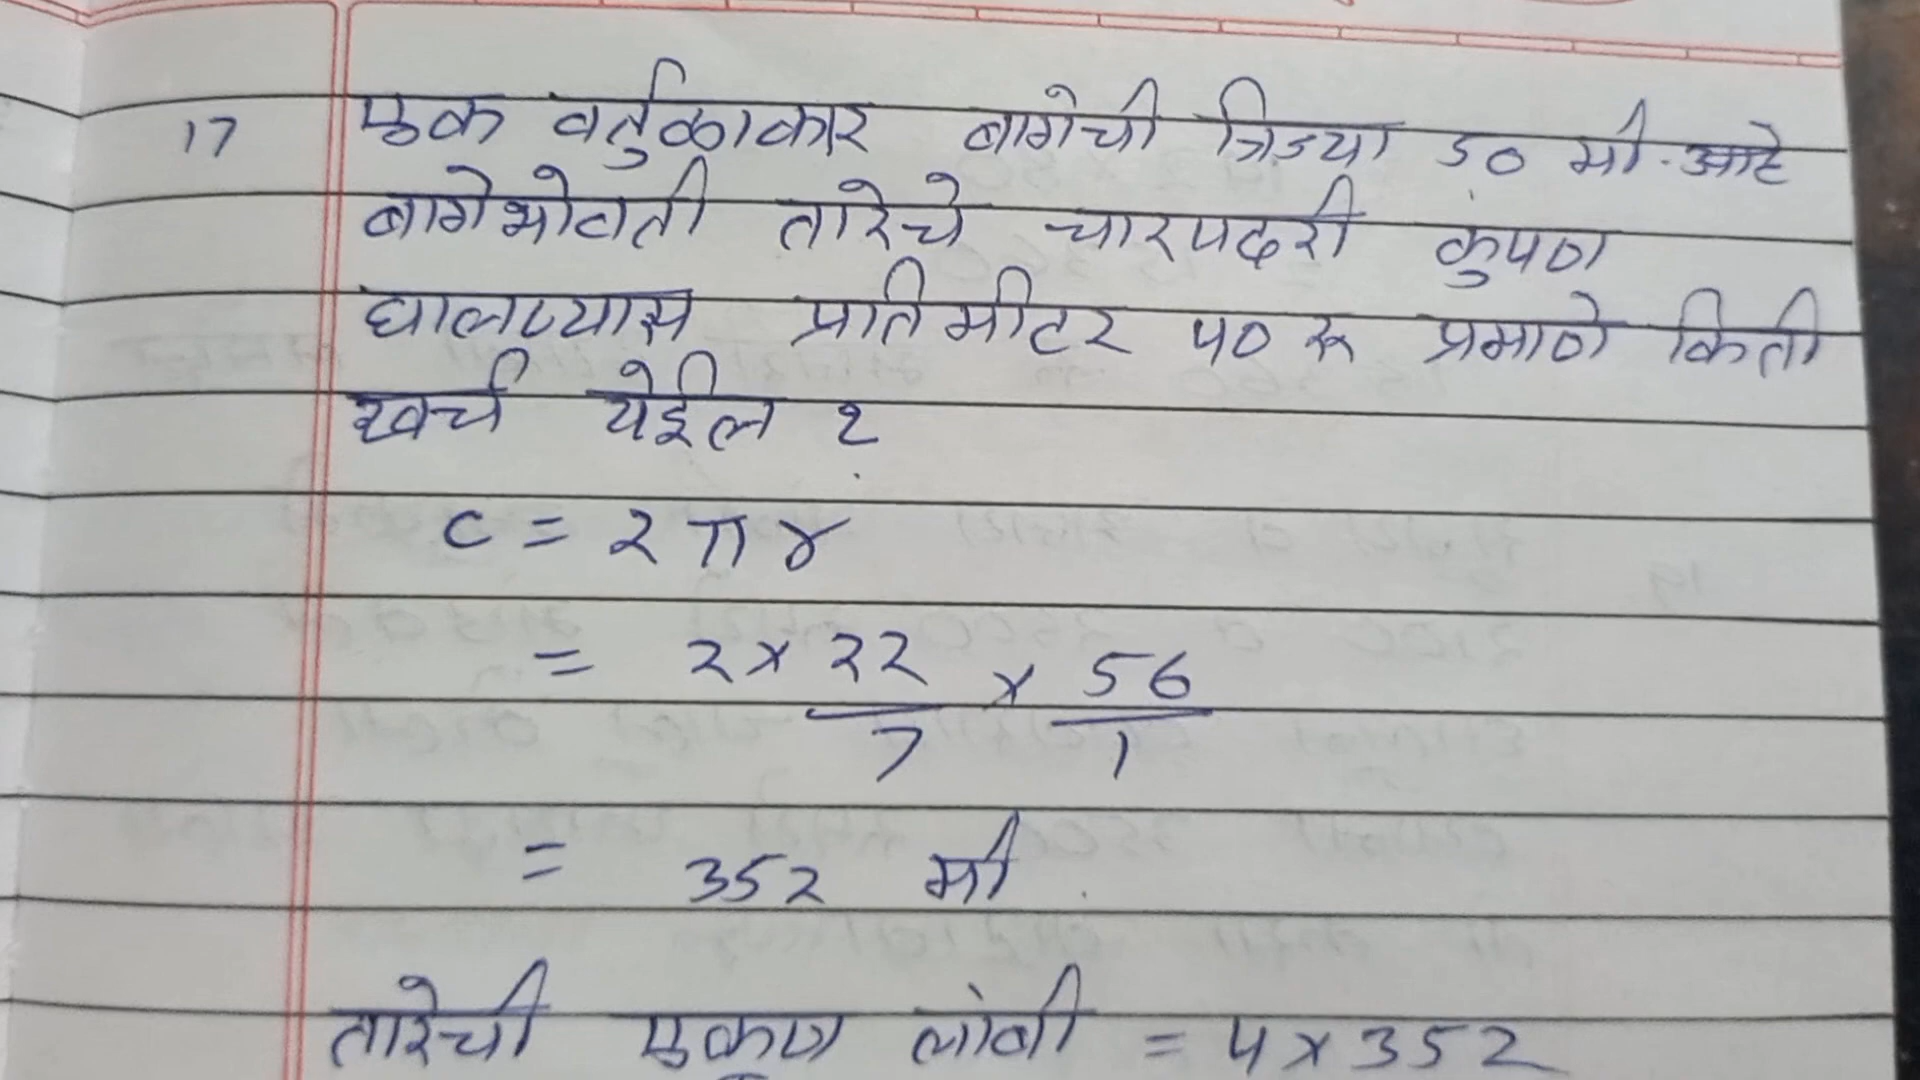 17 एक वर्तुळाकार बागेची त्रिज्या 50 मी. आहे
बागेभोवती तारेचे चारपदरी कुंपण
घालण्यास प्रतिमीटर 40 रू प्रमाणे किती
खर्च येईल ?
C = 2 π r
= 2 × 22/7 × 56/1
= 352 मी.
तारेची एकूण लांबी = 4 × 352